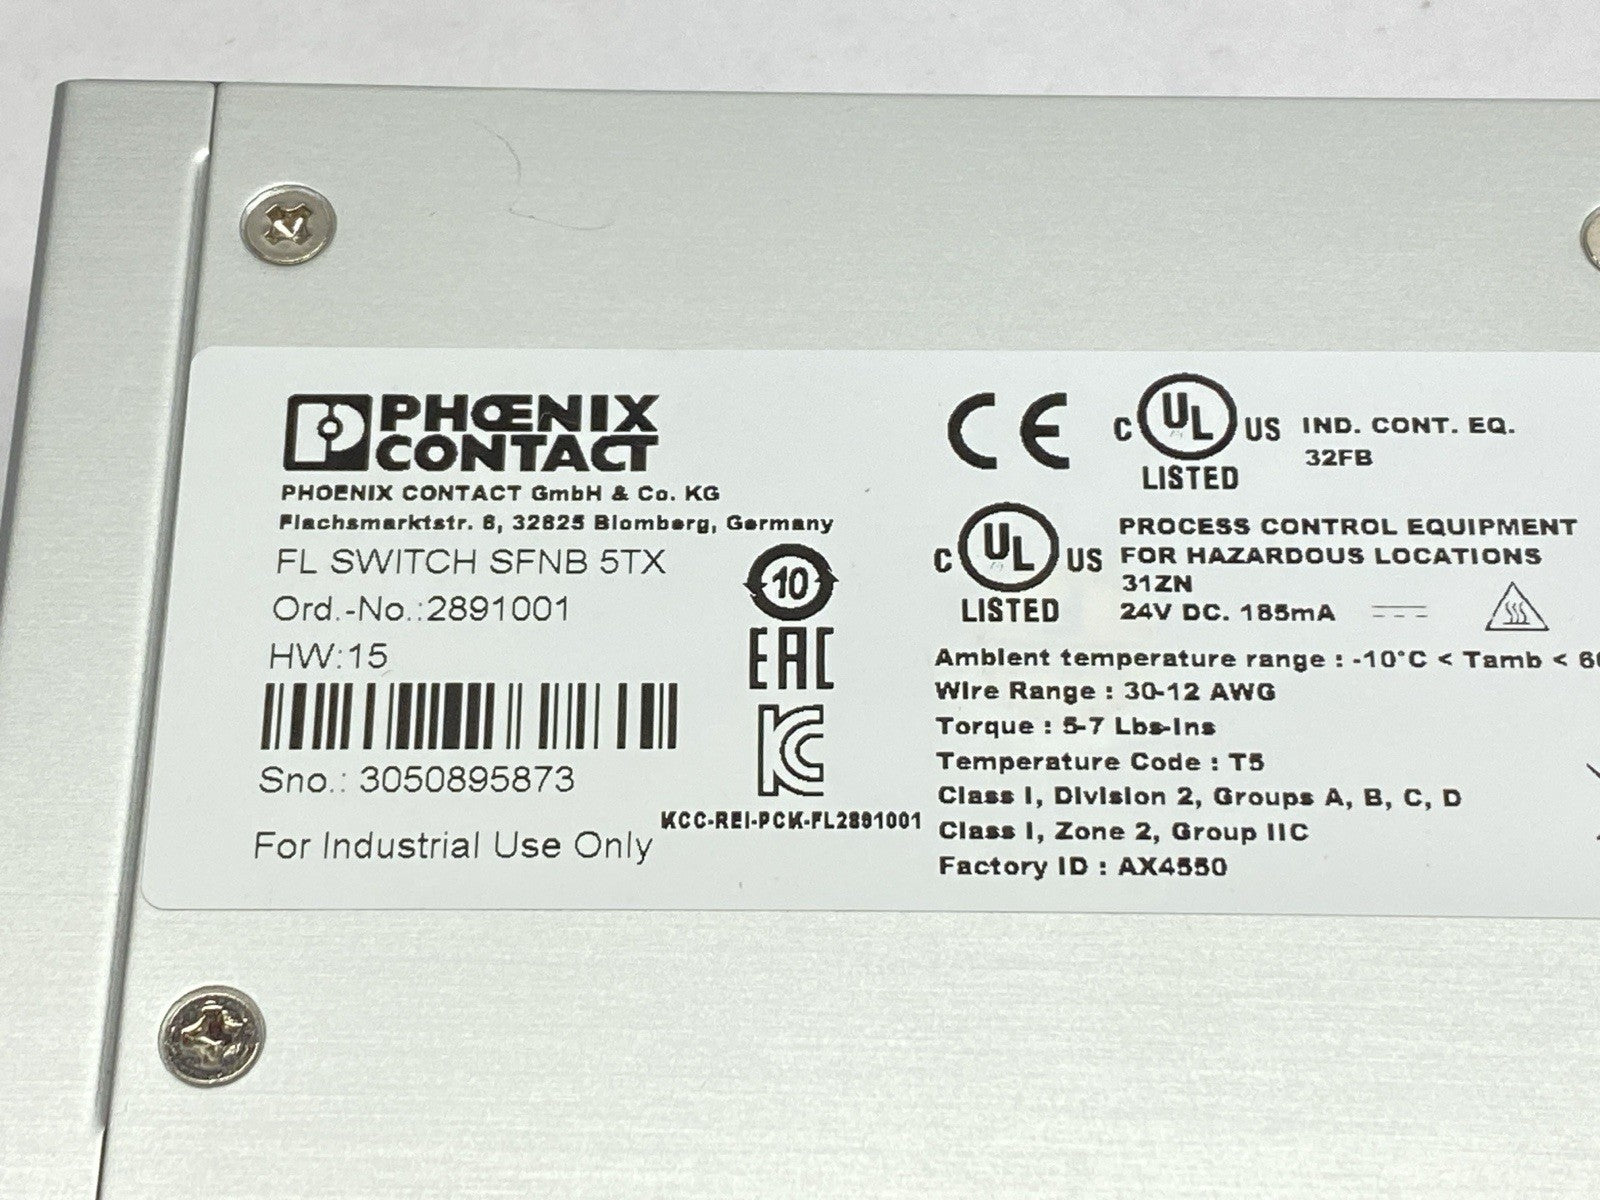 PHŒNIX
CONTACT
PHOENIX CONTACT GmbH & Co. KG
Flachsmarktstr. 8, 32825 Blomberg, Germany
FL SWITCH SFNB 5TX
Ord.-No.:2891001
HW:15
Sno.: 3050895873
For Industrial Use Only
10
EAC
KC
KCC-REI-PCK-FL2891001
CE
C UL US
LISTED
IND. CONT. EQ.
32FB
C UL US
LISTED
PROCESS CONTROL EQUIPMENT
FOR HAZARDOUS LOCATIONS
31ZN
24V DC. 185mA
Ambient temperature range : -10°C < Tamb < 60
Wire Range : 30-12 AWG
Torque : 5-7 Lbs-Ins
Temperature Code : T5
Class I, Division 2, Groups A, B, C, D
Class I, Zone 2, Group IIC
Factory ID : AX4550